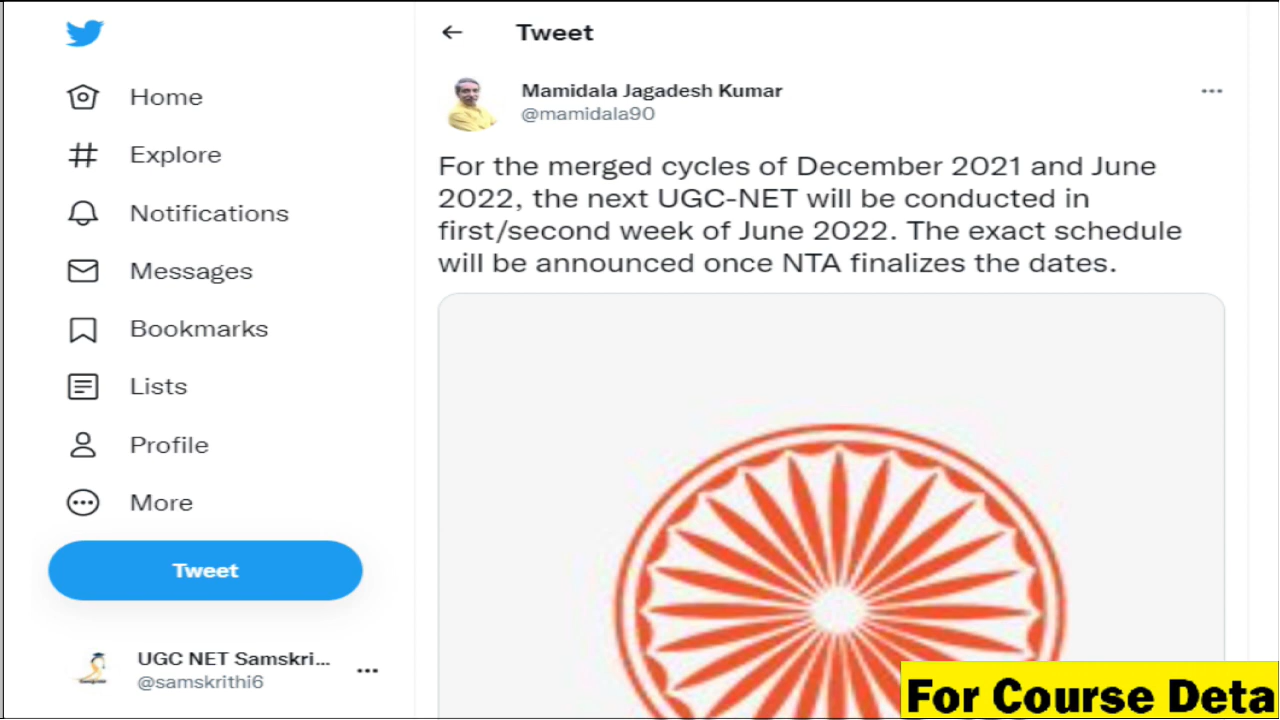 Home
Explore
Notifications
Messages
Bookmarks
Lists
Profile
More
Tweet
UGC NET Samskri...
@samskrithi6
Tweet
Mamidala Jagadesh Kumar
@mamidala90
For the merged cycles of December 2021 and June
2022, the next UGC-NET will be conducted in
first/second week of June 2022. The exact schedule
will be announced once NTA finalizes the dates.
For Course Deta